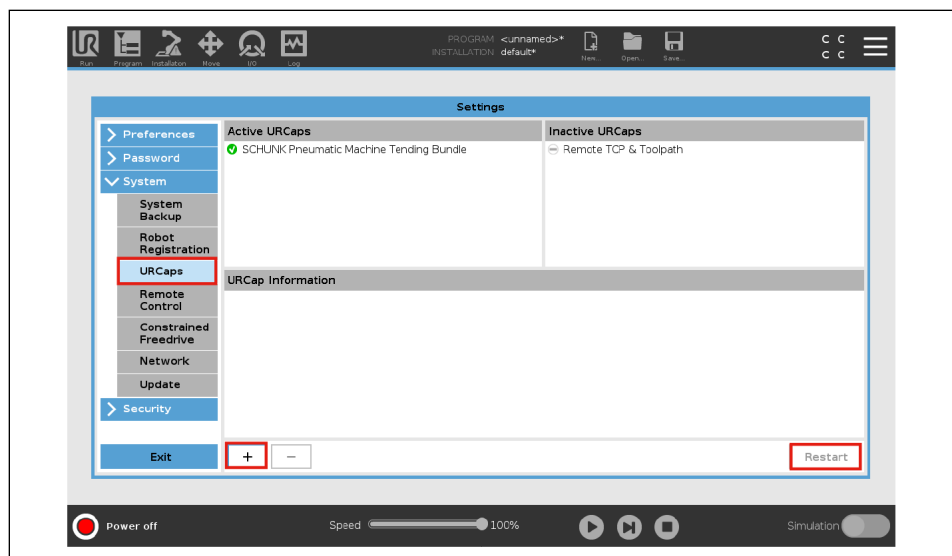 PROGRAM <unnamed>*
INSTALLATION default*
C C
C C
Run Program Installation Move I/O Log New... Open... Save...
Settings
Preferences
Password
System
System
Backup
Robot
Registration
URCaps
Remote
Control
Constrained
Freedrive
Network
Update
Security
Exit
Active URCaps
SCHUNK Pneumatic Machine Tending Bundle
Inactive URCaps
Remote TCP & Toolpath
URCap Information
+ −
Restart
Power off Speed 100% Simulation